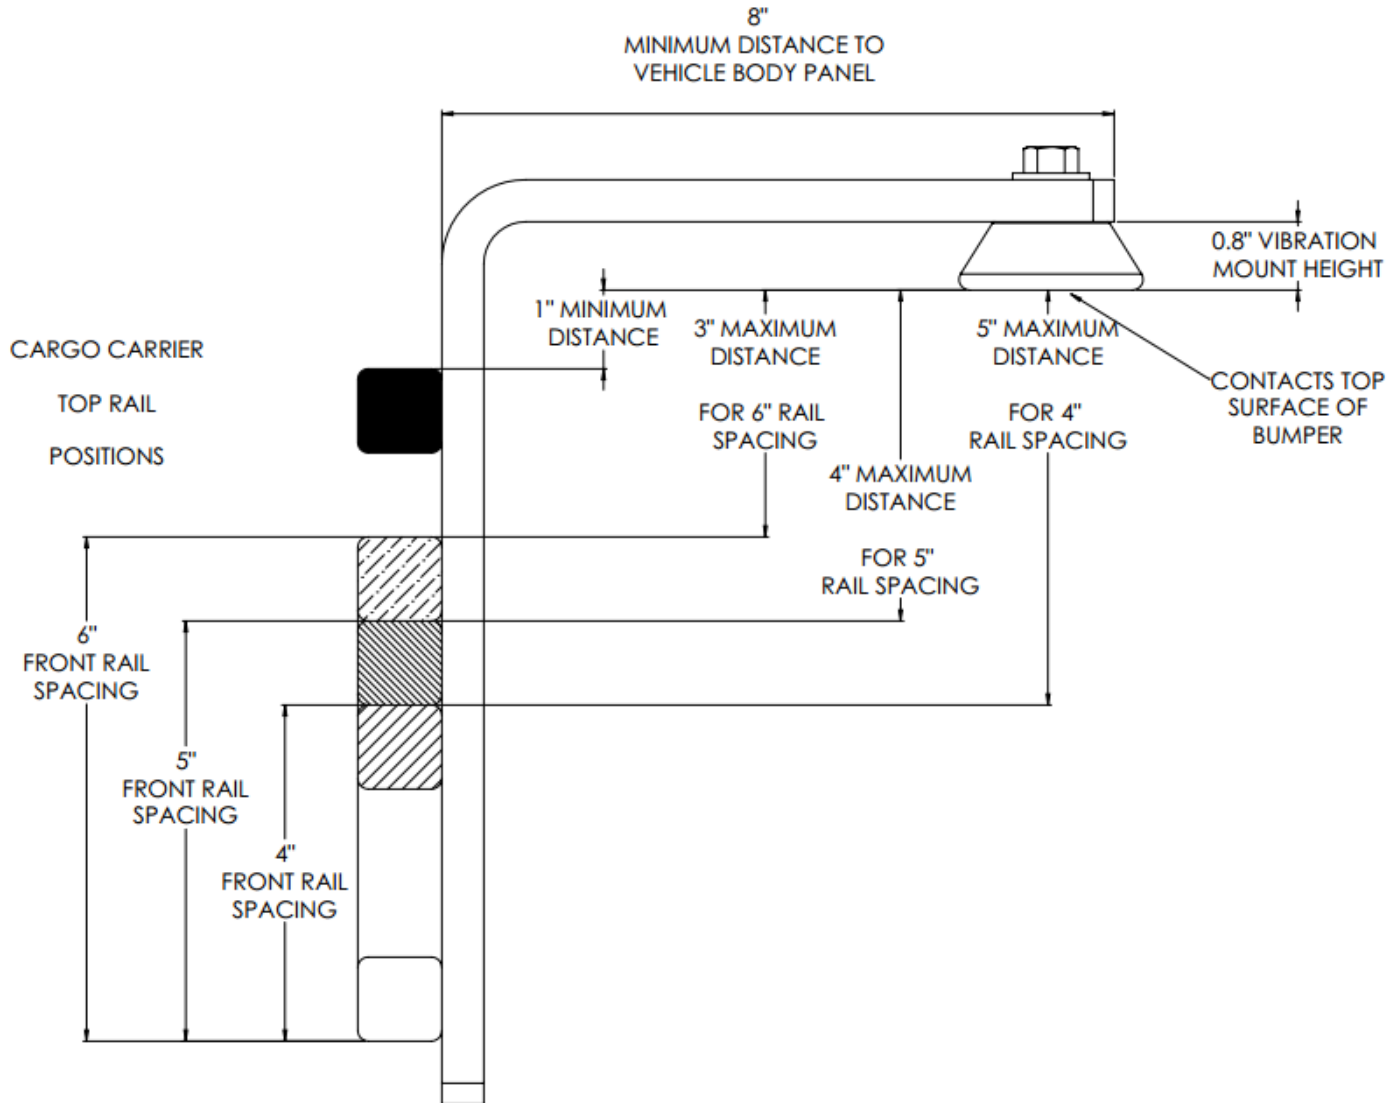 8"
MINIMUM DISTANCE TO
VEHICLE BODY PANEL
0.8" VIBRATION
MOUNT HEIGHT
1" MINIMUM
DISTANCE
3" MAXIMUM
DISTANCE
FOR 6" RAIL
SPACING
5" MAXIMUM
DISTANCE
FOR 4"
RAIL SPACING
CONTACTS TOP
SURFACE OF
BUMPER
CARGO CARRIER
TOP RAIL
POSITIONS
4" MAXIMUM
DISTANCE
FOR 5"
RAIL SPACING
6"
FRONT RAIL
SPACING
5"
FRONT RAIL
SPACING
4"
FRONT RAIL
SPACING